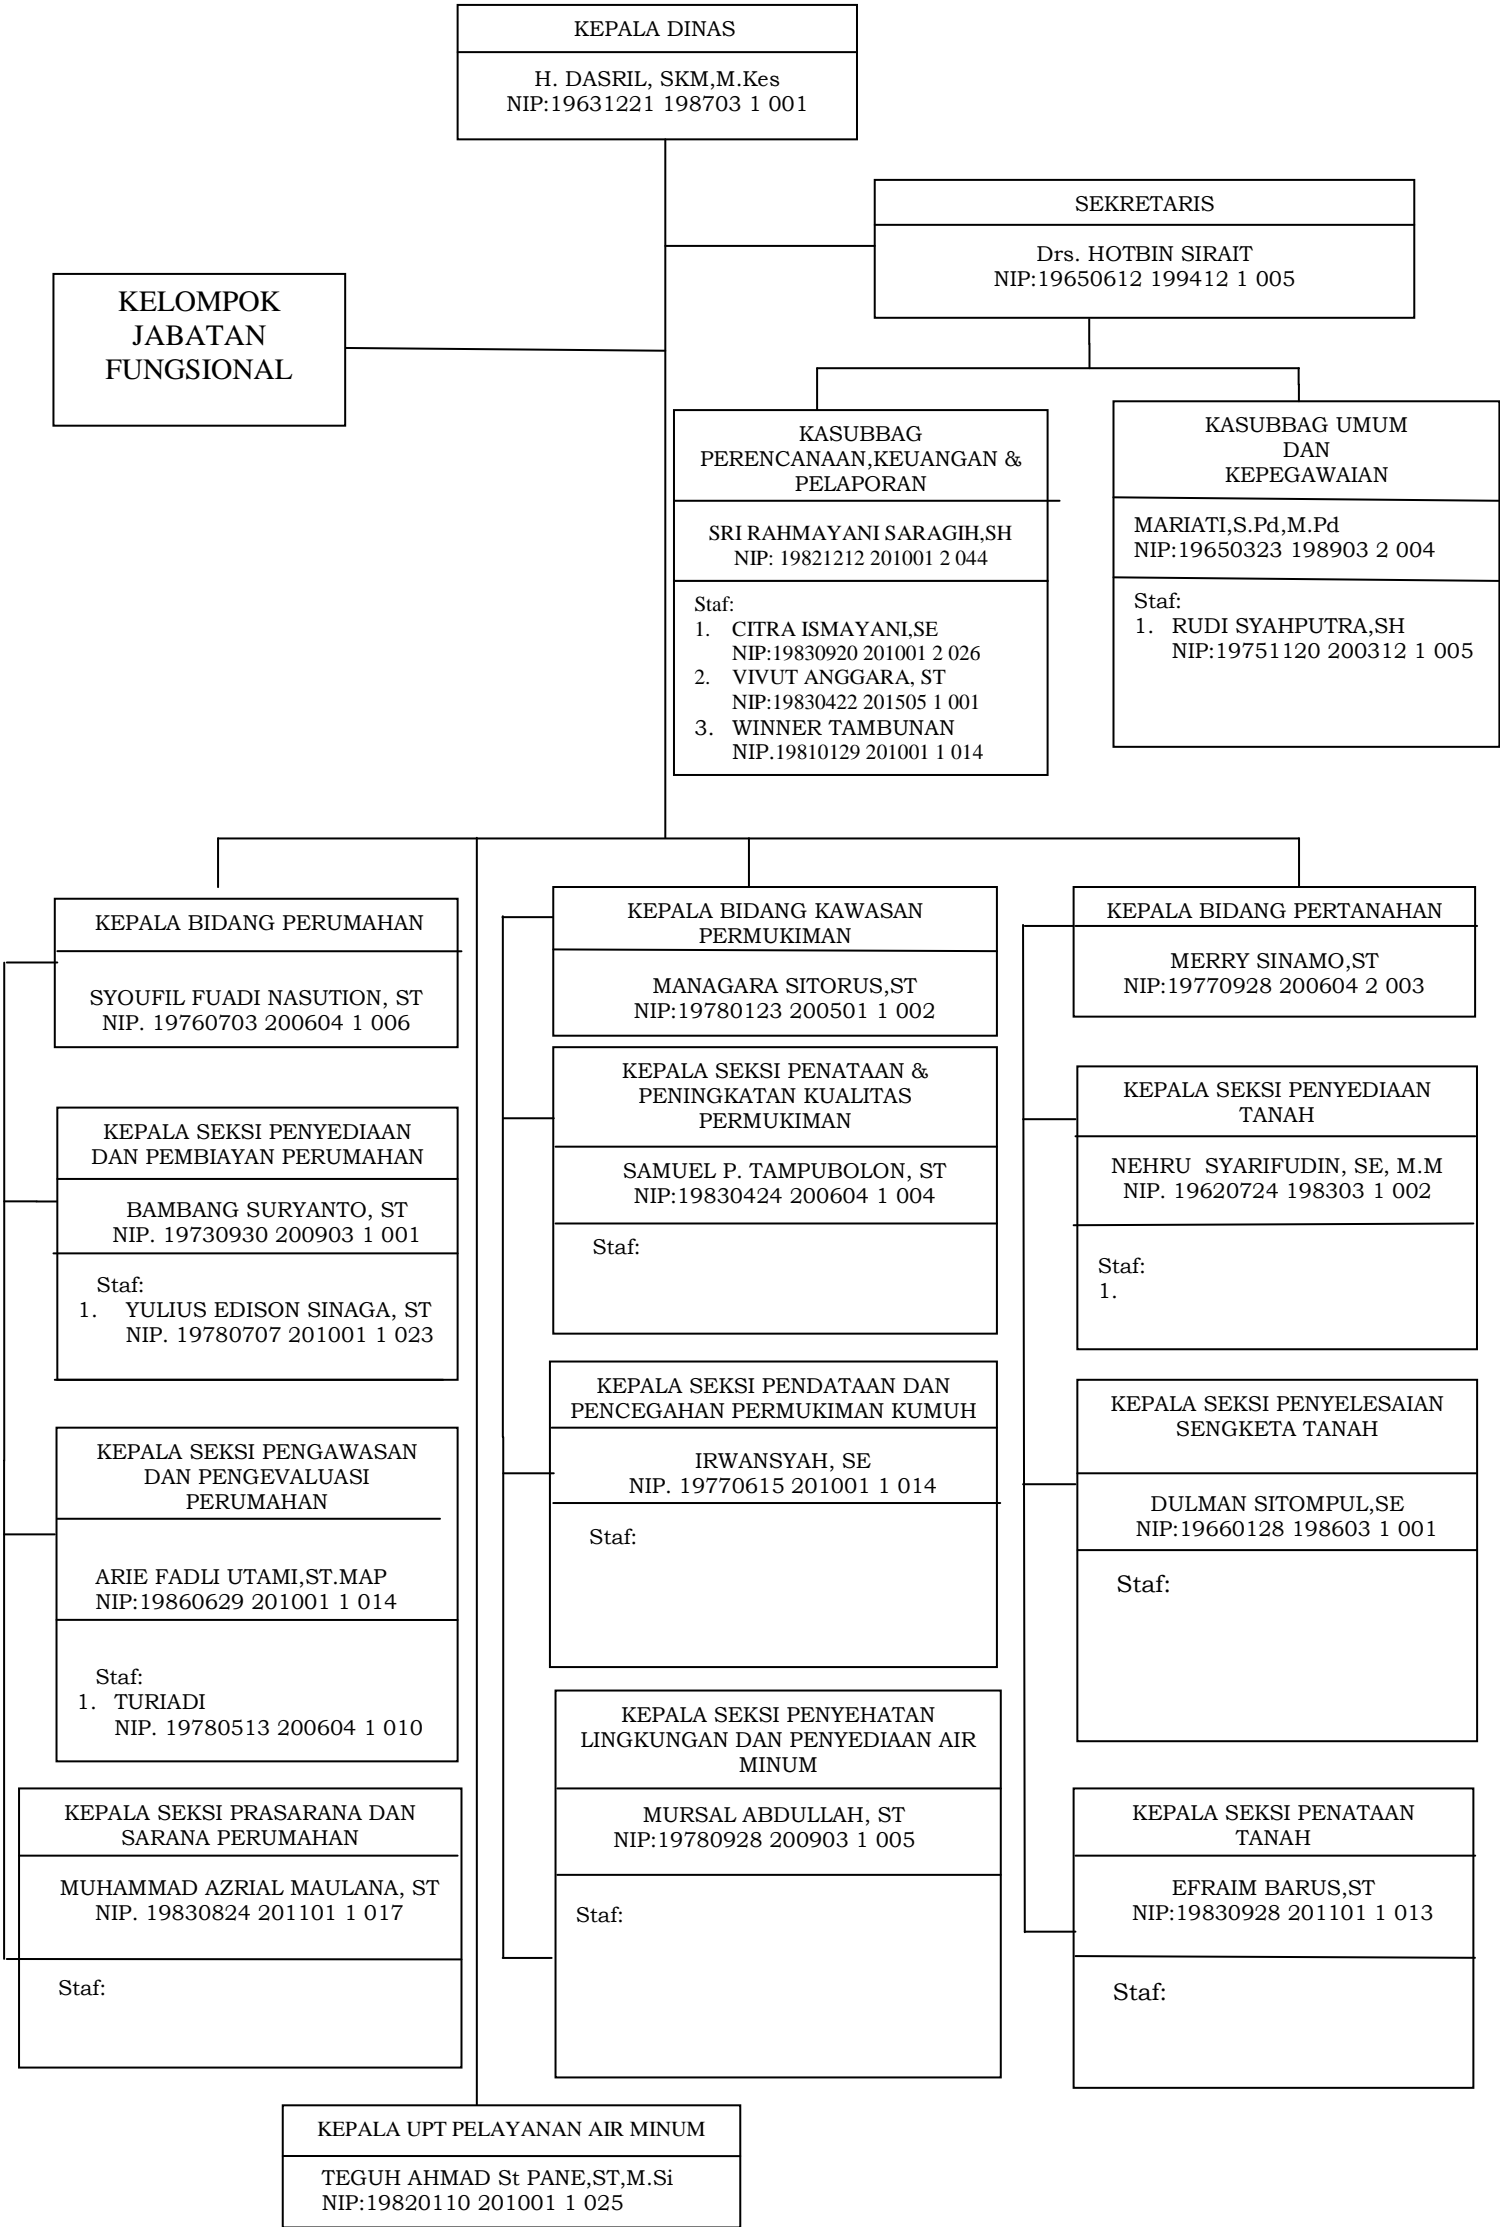 KEPALA DINAS
H. DASRIL, SKM,M.Kes
NIP:19631221 198703 1 001
SEKRETARIS
Drs. HOTBIN SIRAIT
NIP:19650612 199412 1 005
KELOMPOK
JABATAN
FUNGSIONAL
KASUBBAG
PERENCANAAN,KEUANGAN &
PELAPORAN
SRI RAHMAYANI SARAGIH,SH
NIP: 19821212 201001 2 044
Staf:
1. CITRA ISMAYANI,SE
NIP:19830920 201001 2 026
2. VIVUT ANGGARA, ST
NIP:19830422 201505 1 001
3. WINNER TAMBUNAN
NIP.19810129 201001 1 014
KASUBBAG UMUM
DAN
KEPEGAWAIAN
MARIATI,S.Pd,M.Pd
NIP:19650323 198903 2 004
Staf:
1. RUDI SYAHPUTRA,SH
NIP:19751120 200312 1 005
KEPALA BIDANG PERUMAHAN
SYOUFIL FUADI NASUTION, ST
NIP. 19760703 200604 1 006
KEPALA SEKSI PENYEDIAAN
DAN PEMBIAYAN PERUMAHAN
BAMBANG SURYANTO, ST
NIP. 19730930 200903 1 001
Staf:
1. YULIUS EDISON SINAGA, ST
NIP. 19780707 201001 1 023
KEPALA SEKSI PENGAWASAN
DAN PENGEVALUASI
PERUMAHAN
ARIE FADLI UTAMI,ST.MAP
NIP:19860629 201001 1 014
Staf:
1. TURIADI
NIP. 19780513 200604 1 010
KEPALA SEKSI PRASARANA DAN
SARANA PERUMAHAN
MUHAMMAD AZRIAL MAULANA, ST
NIP. 19830824 201101 1 017
Staf:
KEPALA BIDANG KAWASAN
PERMUKIMAN
MANAGARA SITORUS,ST
NIP:19780123 200501 1 002
KEPALA SEKSI PENATAAN &
PENINGKATAN KUALITAS
PERMUKIMAN
SAMUEL P. TAMPUBOLON, ST
NIP:19830424 200604 1 004
Staf:
KEPALA SEKSI PENDATAAN DAN
PENCEGAHAN PERMUKIMAN KUMUH
IRWANSYAH, SE
NIP. 19770615 201001 1 014
Staf:
KEPALA SEKSI PENYEHATAN
LINGKUNGAN DAN PENYEDIAAN AIR
MINUM
MURSAL ABDULLAH, ST
NIP:19780928 200903 1 005
Staf:
KEPALA BIDANG PERTANAHAN
MERRY SINAMO,ST
NIP:19770928 200604 2 003
KEPALA SEKSI PENYEDIAAN
TANAH
NEHRU SYARIFUDIN, SE, M.M
NIP. 19620724 198303 1 002
Staf:
1.
KEPALA SEKSI PENYELESAIAN
SENGKETA TANAH
DULMAN SITOMPUL,SE
NIP:19660128 198603 1 001
Staf:
KEPALA SEKSI PENATAAN
TANAH
EFRAIM BARUS,ST
NIP:19830928 201101 1 013
Staf:
KEPALA UPT PELAYANAN AIR MINUM
TEGUH AHMAD St PANE,ST,M.Si
NIP:19820110 201001 1 025